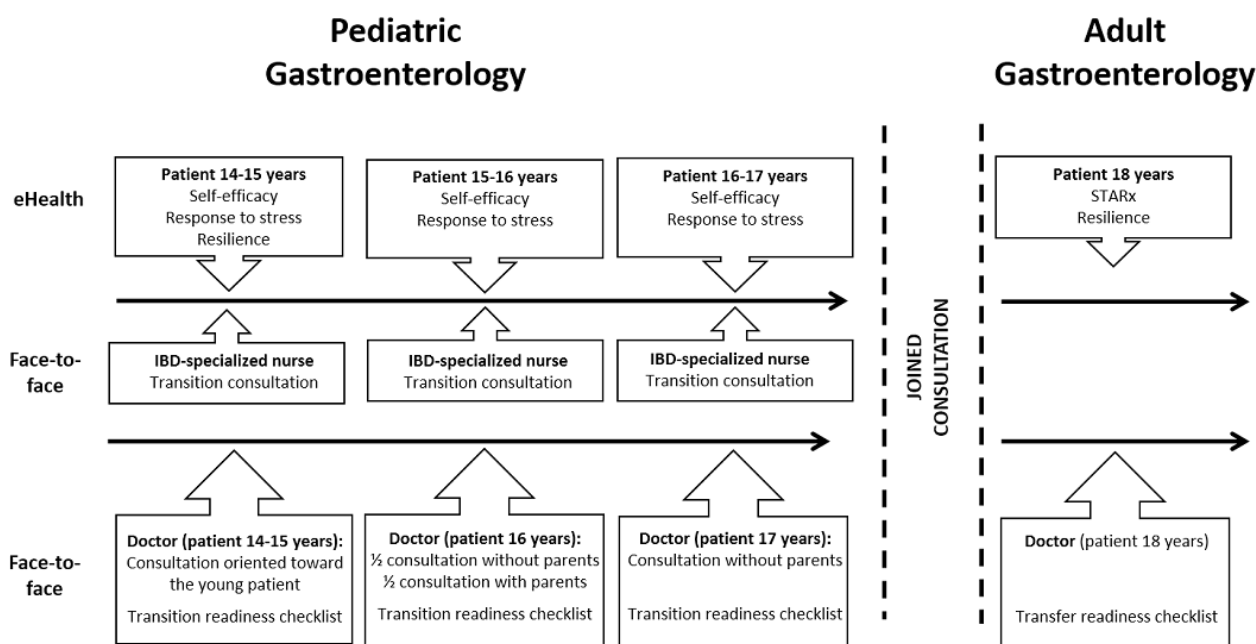 Pediatric
Gastroenterology
Adult
Gastroenterology
eHealth
Patient 14-15 years
Self-efficacy
Response to stress
Resilience
Patient 15-16 years
Self-efficacy
Response to stress
Patient 16-17 years
Self-efficacy
Response to stress
Patient 18 years
STARx
Resilience
Face-to-
face
IBD-specialized nurse
Transition consultation
IBD-specialized nurse
Transition consultation
IBD-specialized nurse
Transition consultation
JOINED
CONSULTATION
Face-to-
face
Doctor (patient 14-15 years):
Consultation oriented toward
the young patient
Transition readiness checklist
Doctor (patient 16 years):
½ consultation without parents
½ consultation with parents
Transition readiness checklist
Doctor (patient 17 years):
Consultation without parents
Transition readiness checklist
Doctor (patient 18 years)
Transfer readiness checklist